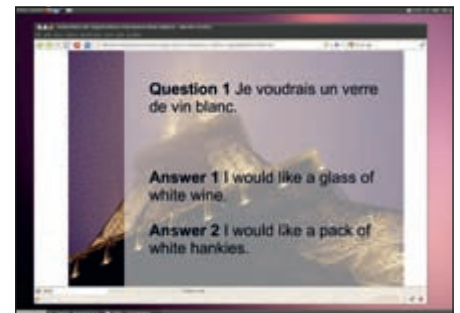 Question 1 Je voudrais un verre
de vin blanc.
Answer 1 I would like a glass of
white wine.
Answer 2 I would like a pack of
white hankies.